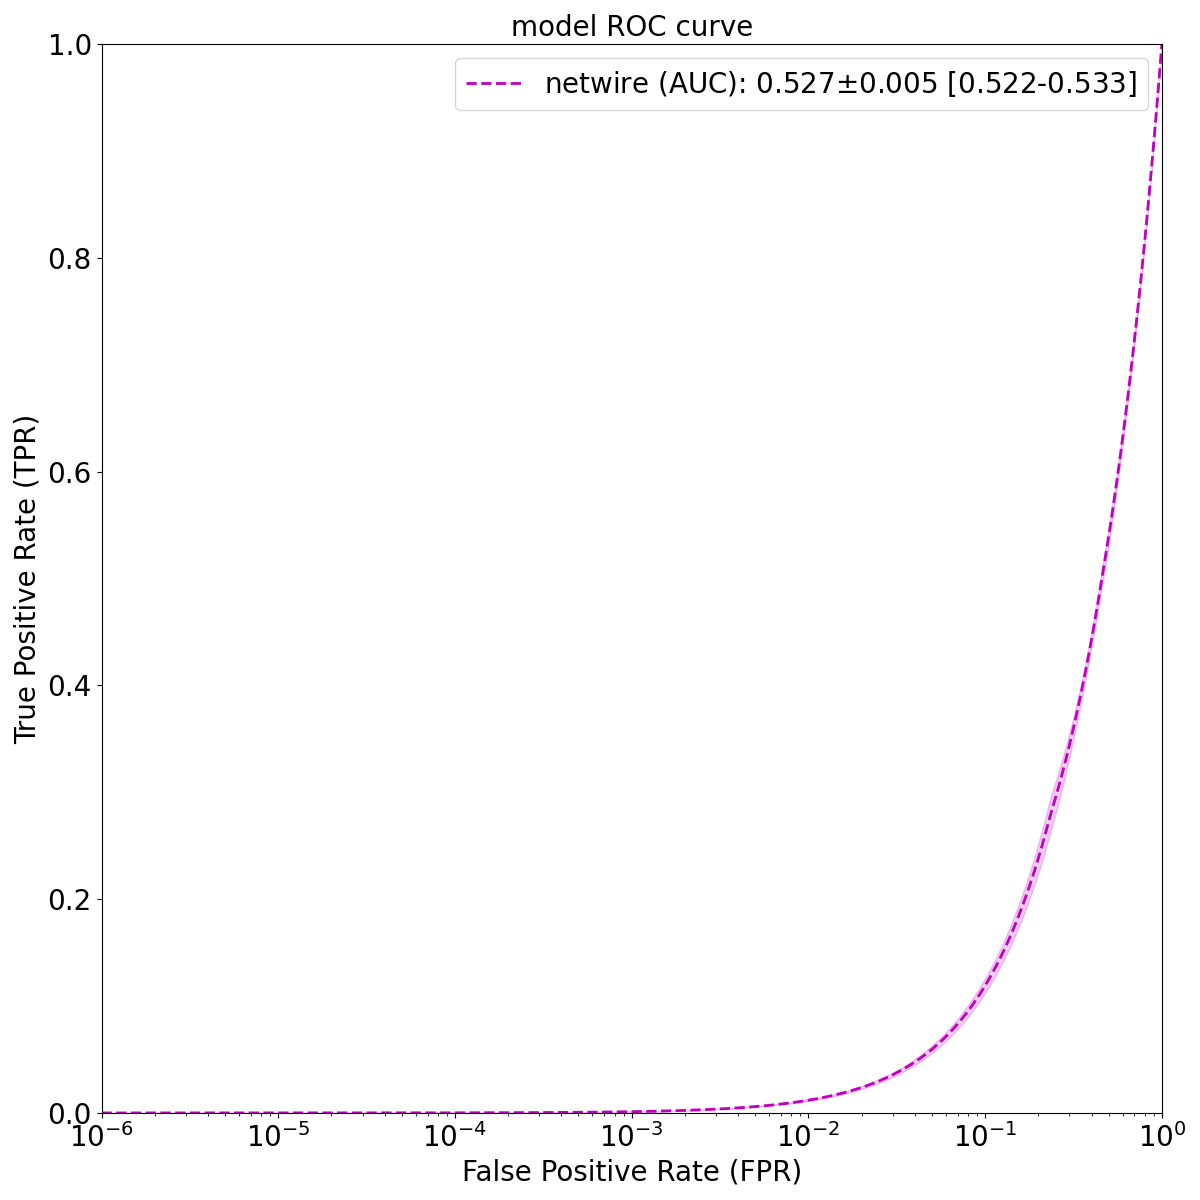 model ROC curve
netwire (AUC): 0.527±0.005 [0.522-0.533]
True Positive Rate (TPR)
1.0
0.8
0.6
0.4
0.2
0.0
10⁻⁶ 10⁻⁵ 10⁻⁴ 10⁻³ 10⁻² 10⁻¹ 10⁰
False Positive Rate (FPR)